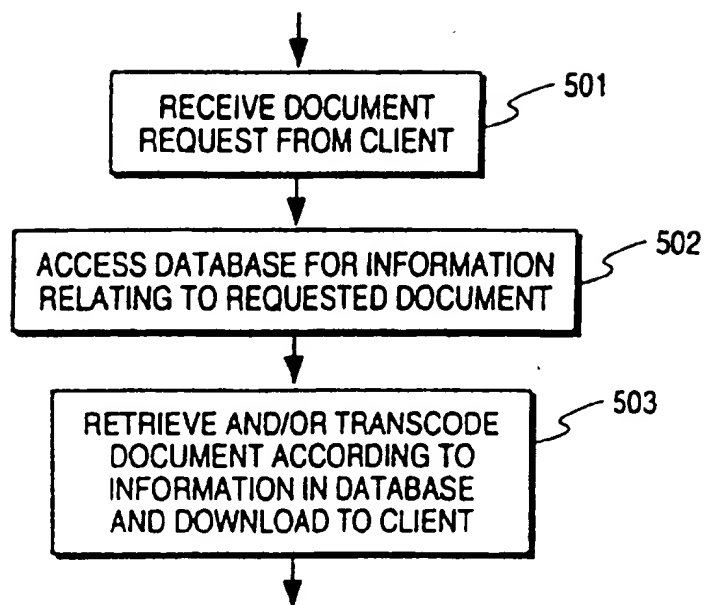 RECEIVE DOCUMENT
REQUEST FROM CLIENT
501
ACCESS DATABASE FOR INFORMATION
RELATING TO REQUESTED DOCUMENT
502
RETRIEVE AND/OR TRANSCODE
DOCUMENT ACCORDING TO
INFORMATION IN DATABASE
AND DOWNLOAD TO CLIENT
503